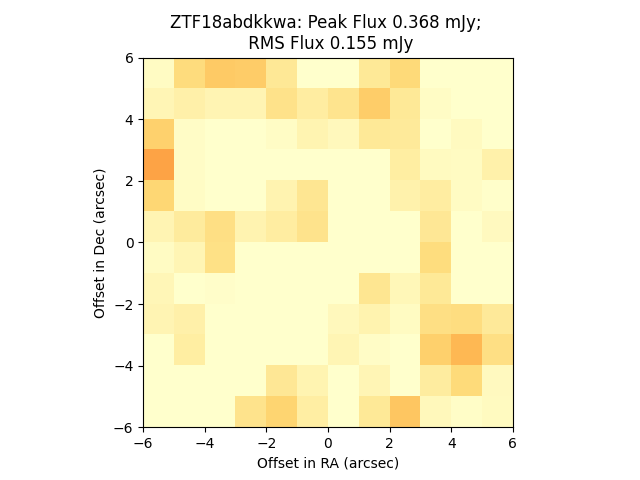 ZTF18abdkkwa: Peak Flux 0.368 mJy;
RMS Flux 0.155 mJy
6
4
2
0
−2
−4
−6
Offset in Dec (arcsec)
−6 −4 −2 0 2 4 6
Offset in RA (arcsec)